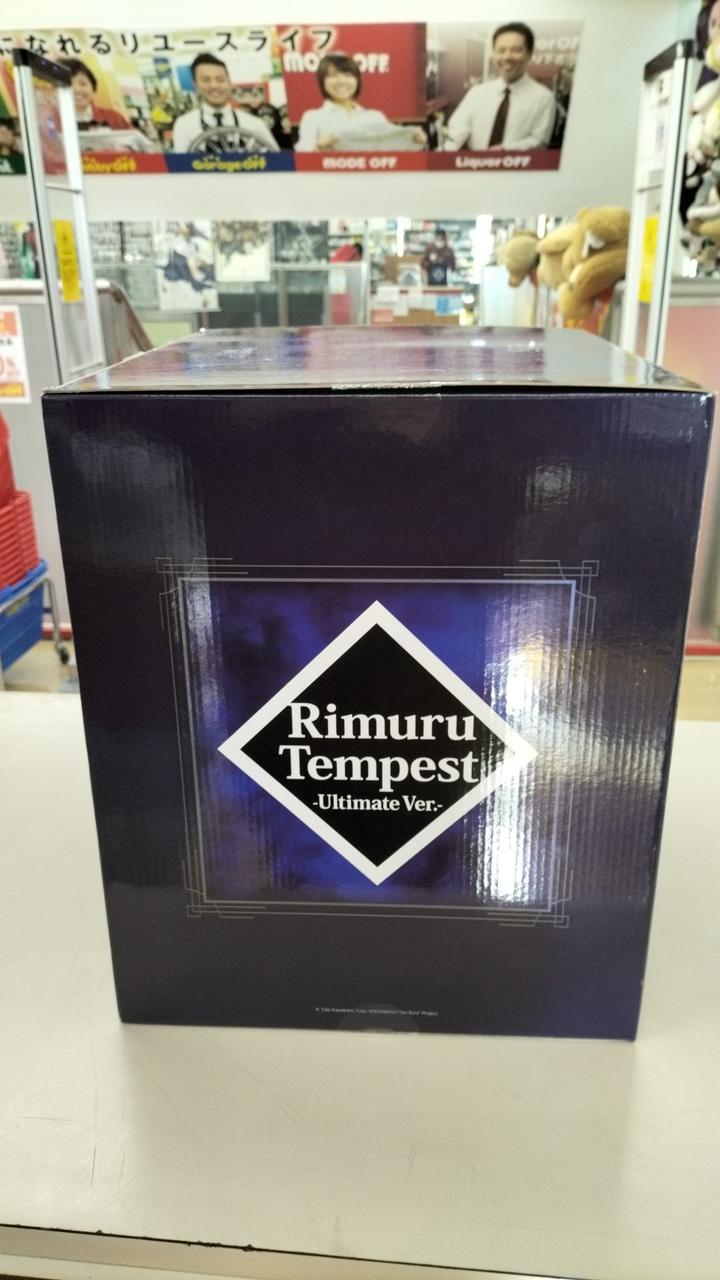 になれるリユースライフ
MODE OFF
Garage OFF
MODE OFF
Liquor OFF
Rimuru
Tempest
-Ultimate Ver.-